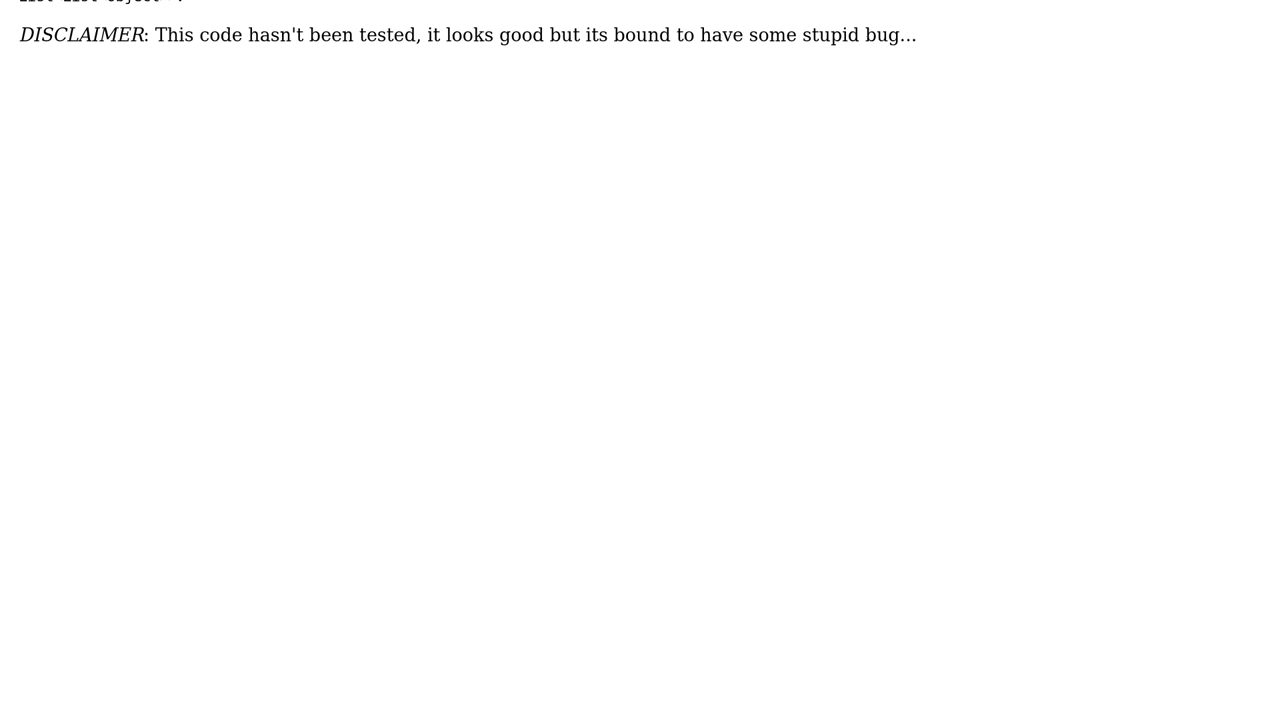 DISCLAIMER: This code hasn't been tested, it looks good but its bound to have some stupid bug...